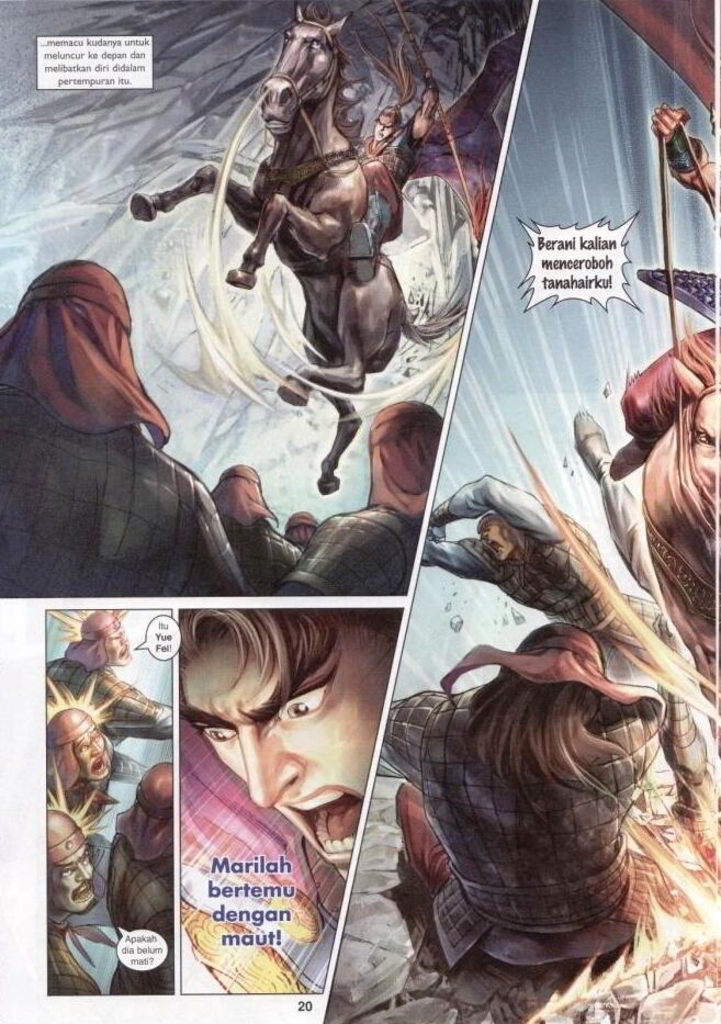 ...memacu kudanya untuk
meluncur ke depan dan
melibatkan diri didalam
pertempuran itu.
Berani kalian
menceroboh
tanahairku!
Itu
Yue
Fei!
Apakah
dia belum
mati?
Marilah
bertemu
dengan
maut!
20